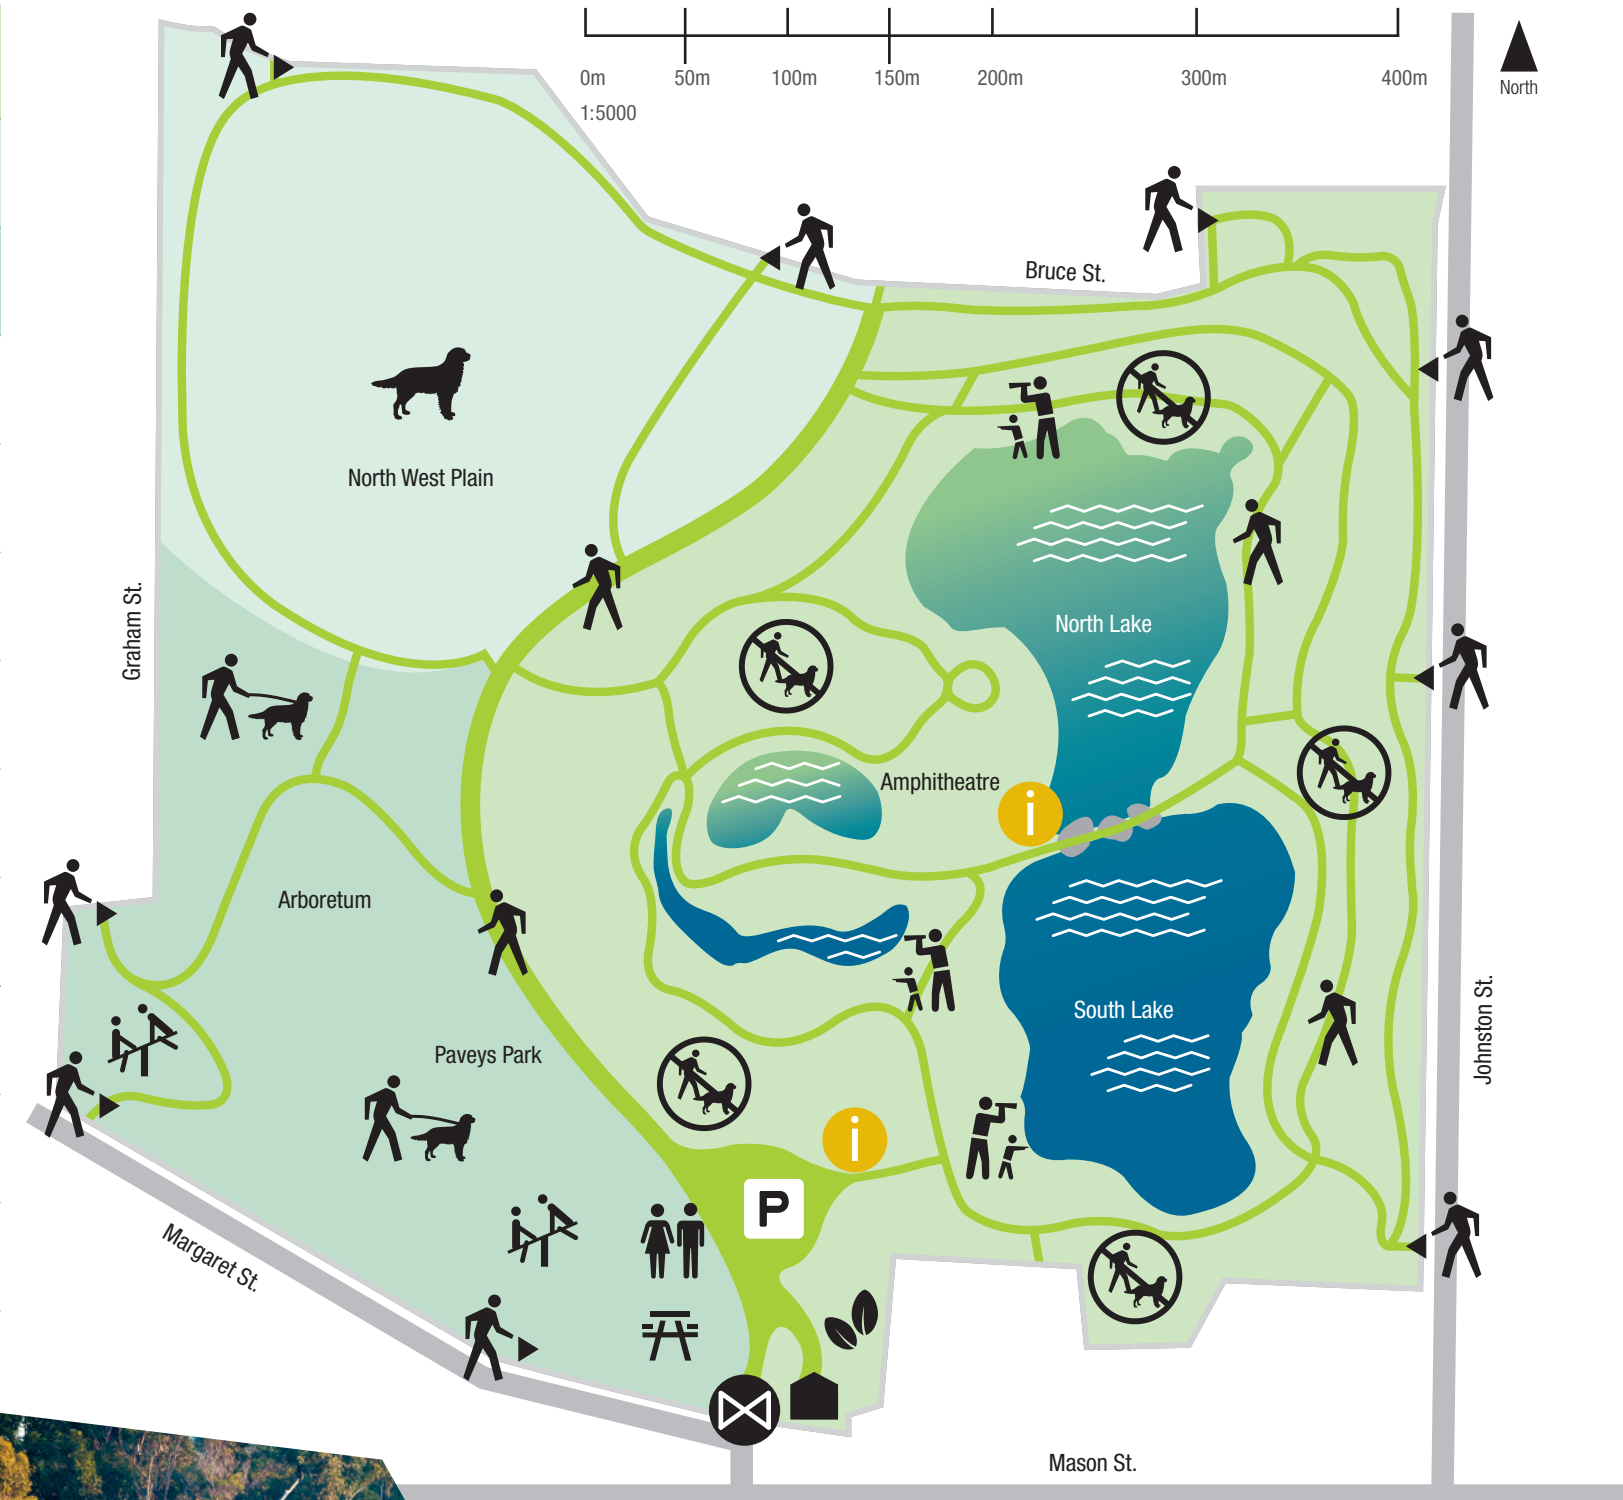 0m 50m 100m 150m 200m 300m 400m
1:5000
North
Bruce St.
North West Plain
Graham St.
North Lake
Amphitheatre
i
Arboretum
South Lake
Johnston St.
Paveys Park
i
P
Margaret St.
Mason St.